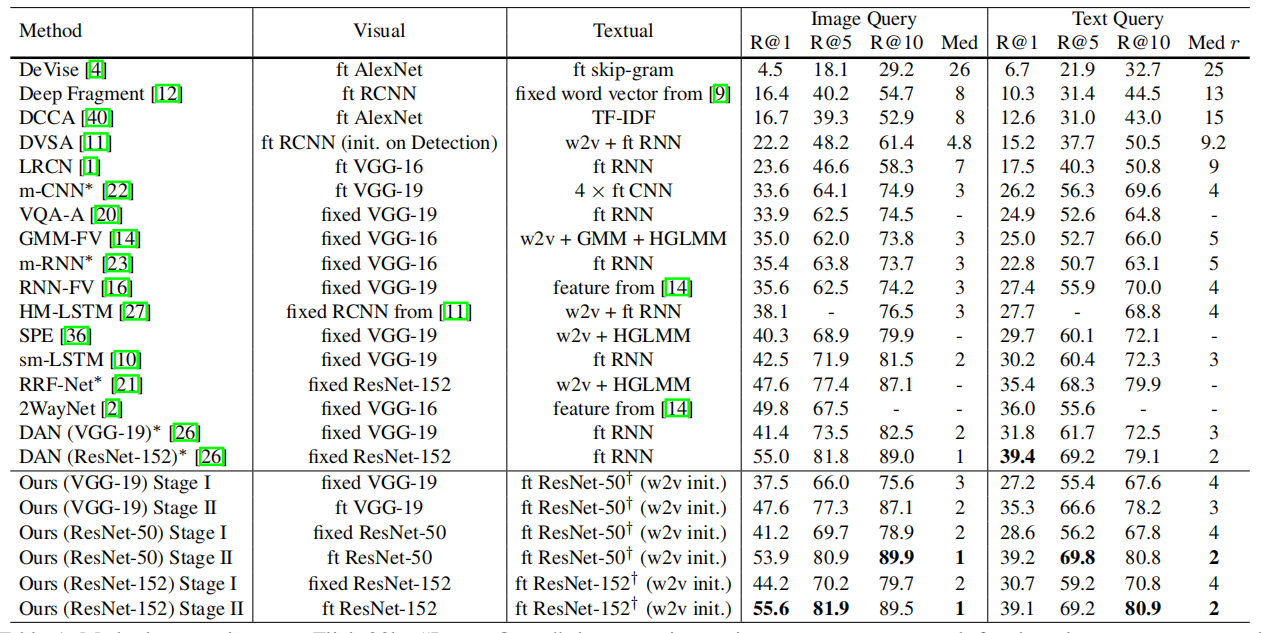 Image Query Text Query
Method Visual Textual
R@1 R@5 R@10 Med R@1 R@5 R@10 Med r
DeVise [4] ft AlexNet ft skip-gram 4.5 18.1 29.2 26 6.7 21.9 32.7 25
Deep Fragment [12] ft RCNN fixed word vector from [9] 16.4 40.2 54.7 8 10.3 31.4 44.5 13
DCCA [40] ft AlexNet TF-IDF 16.7 39.3 52.9 8 12.6 31.0 43.0 15
DVSA [11] ft RCNN (init. on Detection) w2v + ft RNN 22.2 48.2 61.4 4.8 15.2 37.7 50.5 9.2
LRCN [1] ft VGG-16 ft RNN 23.6 46.6 58.3 7 17.5 40.3 50.8 9
m-CNN* [22] ft VGG-19 4 × ft CNN 33.6 64.1 74.9 3 26.2 56.3 69.6 4
VQA-A [20] fixed VGG-19 ft RNN 33.9 62.5 74.5 - 24.9 52.6 64.8 -
GMM-FV [14] fixed VGG-16 w2v + GMM + HGLMM 35.0 62.0 73.8 3 25.0 52.7 66.0 5
m-RNN* [23] fixed VGG-16 ft RNN 35.4 63.8 73.7 3 22.8 50.7 63.1 5
RNN-FV [16] fixed VGG-19 feature from [14] 35.6 62.5 74.2 3 27.4 55.9 70.0 4
HM-LSTM [27] fixed RCNN from [11] w2v + ft RNN 38.1 - 76.5 3 27.7 - 68.8 4
SPE [36] fixed VGG-19 w2v + HGLMM 40.3 68.9 79.9 - 29.7 60.1 72.1 -
sm-LSTM [10] fixed VGG-19 ft RNN 42.5 71.9 81.5 2 30.2 60.4 72.3 3
RRF-Net* [21] fixed ResNet-152 w2v + HGLMM 47.6 77.4 87.1 - 35.4 68.3 79.9 -
2WayNet [2] fixed VGG-16 feature from [14] 49.8 67.5 - - 36.0 55.6 - -
DAN (VGG-19)* [26] fixed VGG-19 ft RNN 41.4 73.5 82.5 2 31.8 61.7 72.5 3
DAN (ResNet-152)* [26] fixed ResNet-152 ft RNN 55.0 81.8 89.0 1 39.4 69.2 79.1 2
Ours (VGG-19) Stage I fixed VGG-19 ft ResNet-50† (w2v init.) 37.5 66.0 75.6 3 27.2 55.4 67.6 4
Ours (VGG-19) Stage II ft VGG-19 ft ResNet-50† (w2v init.) 47.6 77.3 87.1 2 35.3 66.6 78.2 3
Ours (ResNet-50) Stage I fixed ResNet-50 ft ResNet-50† (w2v init.) 41.2 69.7 78.9 2 28.6 56.2 67.8 4
Ours (ResNet-50) Stage II ft ResNet-50 ft ResNet-50† (w2v init.) 53.9 80.9 89.9 1 39.2 69.8 80.8 2
Ours (ResNet-152) Stage I fixed ResNet-152 ft ResNet-152† (w2v init.) 44.2 70.2 79.7 2 30.7 59.2 70.8 4
Ours (ResNet-152) Stage II ft ResNet-152 ft ResNet-152† (w2v init.) 55.6 81.9 89.5 1 39.1 69.2 80.9 2